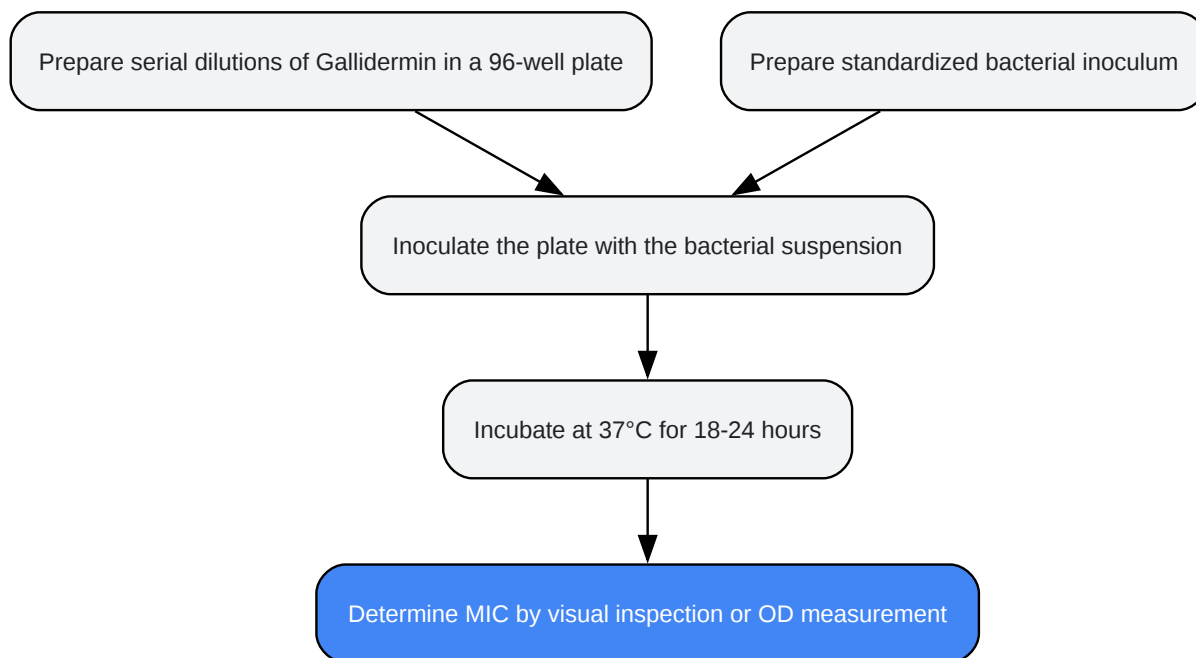 Prepare serial dilutions of Gallidermin in a 96-well plate
Prepare standardized bacterial inoculum
Inoculate the plate with the bacterial suspension
Incubate at 37°C for 18-24 hours
Determine MIC by visual inspection or OD measurement